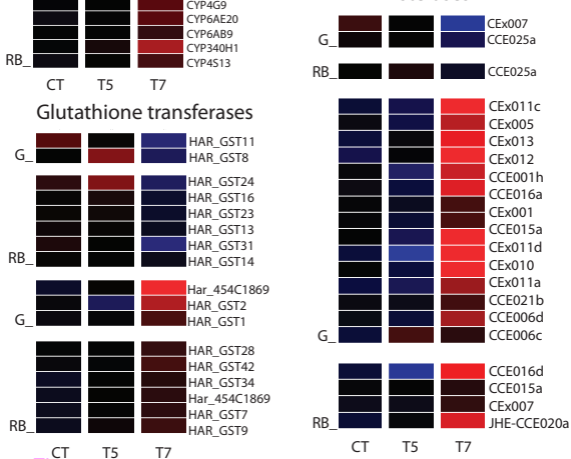 CYP4G9
CYP6AE20
CYP6AB9
CYP340H1
RB_ CYP4S13
CT T5 T7
Glutathione transferases
HAR_GST11
G_ HAR_GST8
HAR_GST24
HAR_GST16
HAR_GST23
HAR_GST13
HAR_GST31
RB_ HAR_GST14
Har_454C1869
HAR_GST2
G_ HAR_GST1
HAR_GST28
HAR_GST42
HAR_GST34
Har_454C1869
HAR_GST7
RB_ HAR_GST9
CT T5 T7
CEx007
G_ CCE025a
RB_ CCE025a
CEx011c
CEx005
CEx013
CEx012
CCE001h
CCE016a
CEx001
CCE015a
CEx011d
CEx010
CEx011a
CCE021b
CCE006d
G_ CCE006c
CCE016d
CCE015a
CEx007
RB_ JHE-CCE020a
CT T5 T7